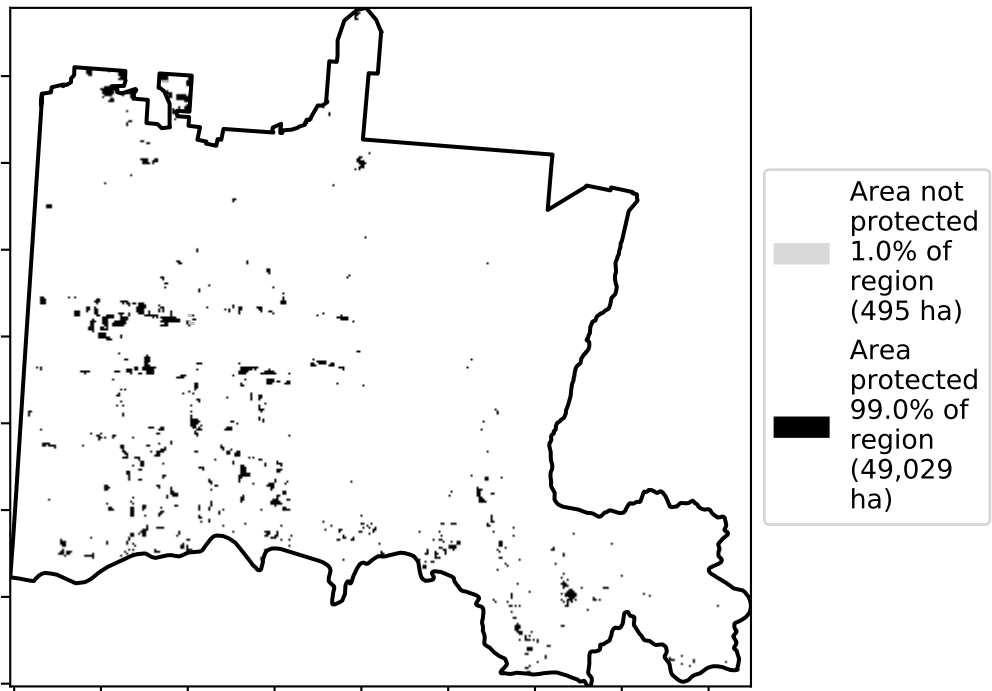 Area not
protected
1.0% of
region
(495 ha)
Area
protected
99.0% of
region
(49,029
ha)